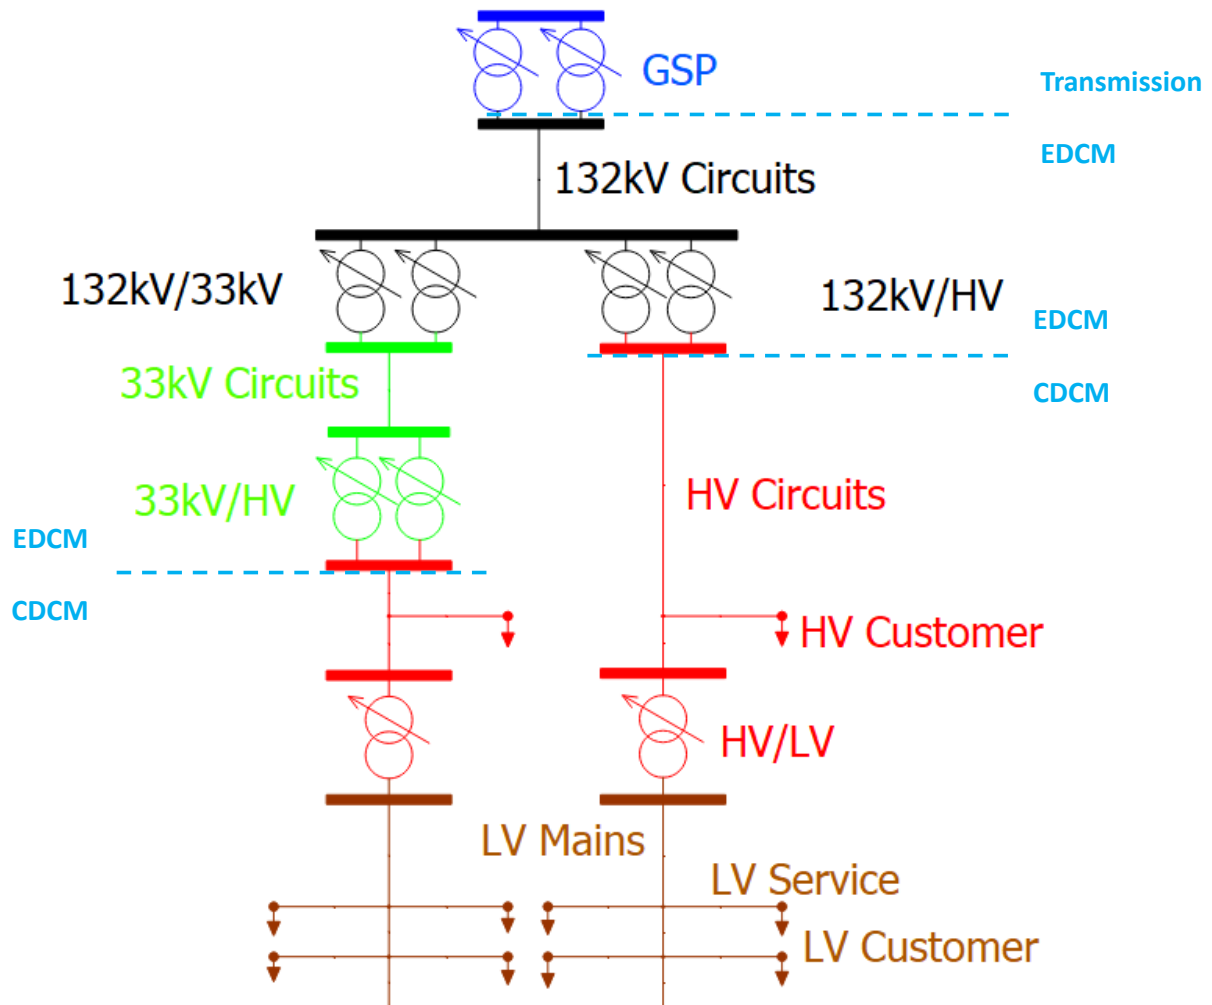 GSP
Transmission
EDCM
132kV Circuits
132kV/33kV
132kV/HV
EDCM
33kV Circuits
CDCM
33kV/HV
HV Circuits
EDCM
CDCM
HV Customer
HV/LV
LV Mains
LV Service
LV Customer